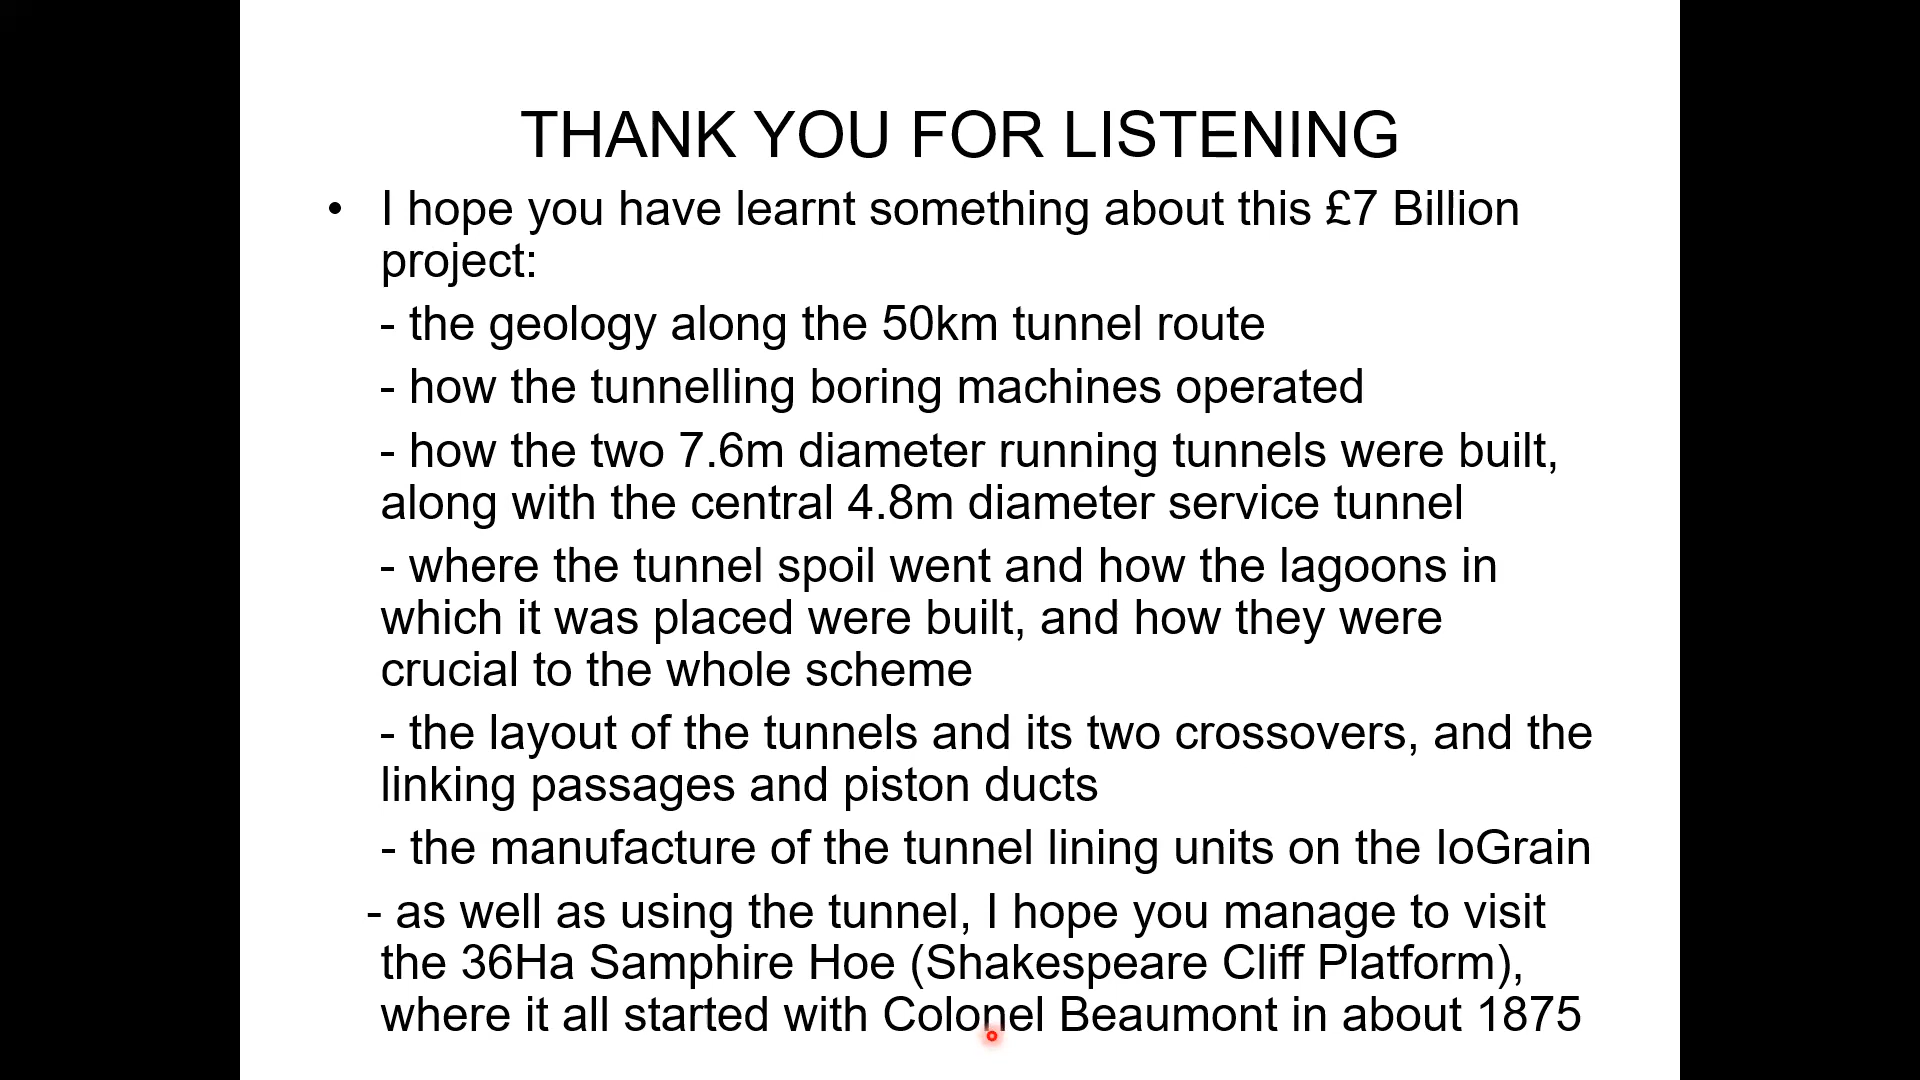 THANK YOU FOR LISTENING
• I hope you have learnt something about this £7 Billion
project:
- the geology along the 50km tunnel route
- how the tunnelling boring machines operated
- how the two 7.6m diameter running tunnels were built,
along with the central 4.8m diameter service tunnel
- where the tunnel spoil went and how the lagoons in
which it was placed were built, and how they were
crucial to the whole scheme
- the layout of the tunnels and its two crossovers, and the
linking passages and piston ducts
- the manufacture of the tunnel lining units on the IoGrain
- as well as using the tunnel, I hope you manage to visit
the 36Ha Samphire Hoe (Shakespeare Cliff Platform),
where it all started with Colonel Beaumont in about 1875